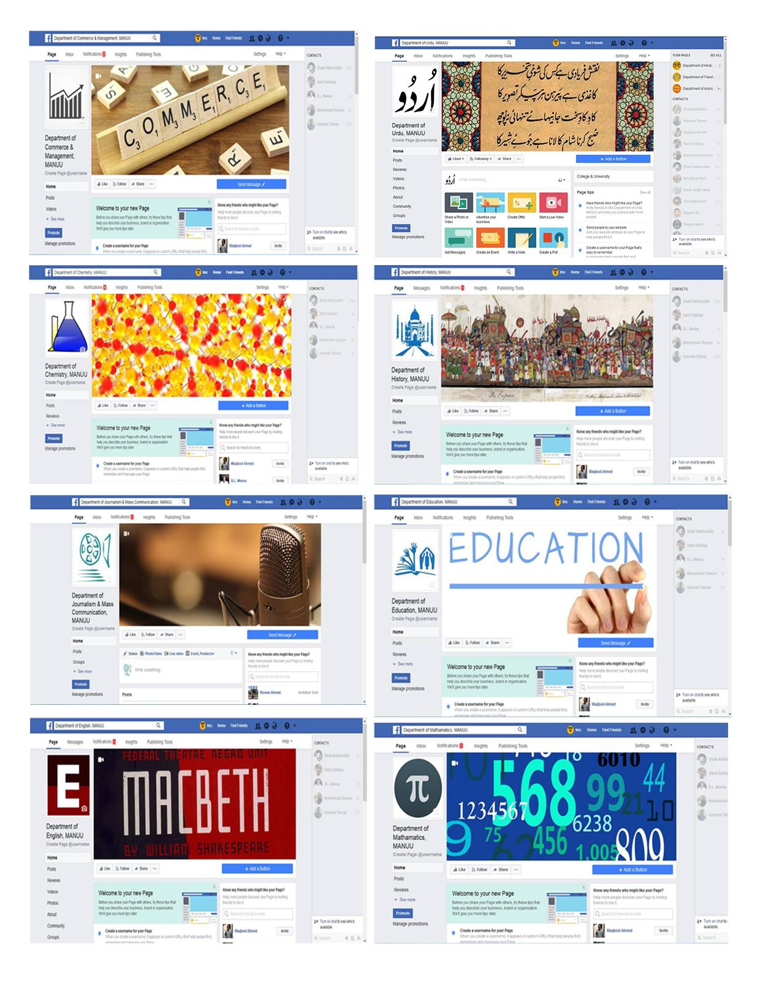 Department of Commerce & Management, MANUU
Imc Home Find Friends
Page Inbox Notifications Insights Publishing Tools Settings Help
CONTACTS
Shaik Rahimuddin
Sami Siddiqui
B.L. Meena
Mohammed Ghouse
Ashwani Tanwar
COMMERCE
Department of
Commerce &
Management,
MANUU
Create Page @username
Home
Posts
Videos
See more
Promote
Manage promotions
Like Follow Share
Send Message
Welcome to your new Page
Before you share your Page with others, try these tips that
help you describe your business, brand or organisation.
We'll give you more tips later.
Create a username for your Page
When you create a username, it appears in custom URLs that help people find,
Know any friends who might like your Page?
Help more people discover your Page by inviting
friends to like it
Search for friends to invite
Maqbool Ahmed Invite
Turn on chat to see who's
available.
Search
Department of Urdu, MANUU
Imc Home Find Friends
Page Inbox Notifications Insights Publishing Tools Settings Help
YOUR PAGES SEE ALL
Department of Hindi, ... 2
Department of Transl...
Department of Islami...
CONTACTS
Shahida Murtaza
Ashwani Tanwar
Maqbool Ahmed
Sami Siddiqui
Mohammed Ghouse
Shaik Rahimuddin
Bid Imtiyaz Alam
Karan Singh Utwal
Alimuddin Khan
Mujahid Ali
Ghayas Mohd
اُردُو
نقش فریادی ہے کس کی شوخیٔ تحریر کا
کاغذی ہے پیرہن ہر پیکرِ تصویر کا
کاوِ کاوِ سخت جانیہائے تنہائی نہ پوچھ
صُبح کرنا شام کا لانا ہے جوئے شِیر کا
Department of
Urdu, MANUU
Create Page @username
Home
Posts
Reviews
Videos
Photos
About
Community
Groups
Promote
Manage promotions
Liked Following Share
+ Add a Button
اُردُو Write something...
Share a Photo or
Video
Advertise your
business
Create Offer
Start a Live Video
Get Messages
Create an Event
Write a Note
Create a Poll
College & University
Page tips See all
Have friends who might like your Page?
Invite friends to like Department of Urdu,
MANUU and help you connect with more
people.
Send people to your website
Add your website address to your Page to
help people find it
Create a username for your Page that's
easy to remember
Turn on chat to see who's
available.
Search
Department of Chemistry, MANUU
Imc Home Find Friends
Page Inbox Notifications Insights Publishing Tools Settings Help
CONTACTS
Shaik Rahimuddin
Sami Siddiqui
B.L. Meena
Mohammed Ghouse
Ashwani Tanwar
Department of
Chemistry, MANUU
Create Page @username
Home
Posts
Reviews
See more
Promote
Manage promotions
Like Follow Share
+ Add a Button
Welcome to your new Page
Before you share your Page with others, try these tips that
help you describe your business, brand or organisation.
We'll give you more tips later.
Create a username for your Page
When you create a username, it appears in custom URLs that help people find,
remember and message your Page.
Know any friends who might like your Page?
Help more people discover your Page by inviting
friends to like it
Search for friends to invite
Maqbool Ahmed Invite
B.L. Meena Invite
Turn on chat to see who's
available.
Search
Department of History, MANUU
Imc Home Find Friends
Page Messages Notifications Insights Publishing Tools Settings Help
CONTACTS
Shaik Rahimuddin
Sami Siddiqui
B.L. Meena
Mohammed Ghouse
Ashwani Tanwar
The Emperor
Department of
History, MANUU
Create Page @username
Home
Posts
Reviews
See more
Promote
Manage promotions
Like Follow Share
+ Add a Button
Welcome to your new Page
Before you share your Page with others, try these tips that
help you describe your business, brand or organisation.
We'll give you more tips later.
Create a username for your Page
When you create a username, it appears in custom URLs that help people find,
remember and message your Page.
Know any friends who might like your Page?
Help more people discover your Page by inviting
friends to like it
Search for friends to invite
Maqbool Ahmed Invite
Turn on chat to see who's
available.
Search
Department of Journalism & Mass Communication, MANUU
Imc Home Find Friends
Page Inbox Notifications Insights Publishing Tools Settings Help
Department of
Journalism & Mass
Communication,
MANUU
Create Page @username
Home
Posts
Groups
See more
Promote
Manage promotions
Like Follow Share
Send Message
Status Photo/Video Live video Event, Products+
Write something...
Posts
Know any friends who might like your Page?
Help more people discover your Page by inviting
friends to like it
Search for friends to invite
Rizwan Ahmad Invitation Sent
Department of Education, MANUU
Imc Home Find Friends
Page Inbox Notifications Insights Publishing Tools Settings Help
CONTACTS
Shaik Rahimuddin
Sami Siddiqui
B.L. Meena
Mohammed Ghouse
Ashwani Tanwar
EDUCATION
Department of
Education, MANUU
Create Page @username
Home
Posts
Reviews
See more
Promote
Manage promotions
Like Follow Share
Send Message
Welcome to your new Page
Before you share your Page with others, try these tips that
help you describe your business, brand or organisation.
We'll give you more tips later.
Create a username for your Page
When you create a username, it appears in custom URLs that help people find,
Know any friends who might like your Page?
Help more people discover your Page by inviting
friends to like it
Search for friends to invite
Maqbool Ahmed Invite
Turn on chat to see who's
available.
Search
Department of English, MANUU
Imc Home Find Friends
Page Messages Notifications Insights Publishing Tools Settings Help
CONTACTS
Shaik Rahimuddin
Sami Siddiqui
B.L. Meena
Mohammed Ghouse
Ashwani Tanwar
E
FEDERAL THEATRE NEGRO UNIT
MACBETH
BY WILLIAM SHAKESPEARE
Department of
English, MANUU
Create Page @username
Home
Posts
Reviews
Videos
Photos
About
Community
Groups
Like Follow Share
+ Add a Button
Welcome to your new Page
Before you share your Page with others, try these tips that
help you describe your business, brand or organisation.
We'll give you more tips later.
Create a username for your Page
When you create a username, it appears in custom URLs that help people find,
remember and message your Page.
Know any friends who might like your Page?
Help more people discover your Page by inviting
friends to like it
Search for friends to invite
Maqbool Ahmed Invite
Turn on chat to see who's
available.
Search
Department of Mathamatics, MANUU
Imc Home Find Friends
Page Inbox Notifications Insights Publishing Tools Settings Help
CONTACTS
Shaik Rahim
Sami Siddiq
B.L. Meena
Mohammed
Ashwani Tan
π
568
6010
99
44
21
10
1234567
6238
75
62
456
9
1.005
809
Department of
Mathamatics,
MANUU
Create Page @username
Home
Posts
Reviews
See more
Promote
Manage promotions
Like Follow Share
+ Add a Button
Welcome to your new Page
Before you share your Page with others, try these tips that
help you describe your business, brand or organisation.
We'll give you more tips later.
Create a username for your Page
When you create a username, it appears in custom URLs that help people find,
remember and message your Page.
Know any friends who might like your Page?
Help more people discover your Page by inviting
friends to like it
Search for friends to invite
Maqbool Ahmed Invite
Turn on chat to see who's
available.
Search